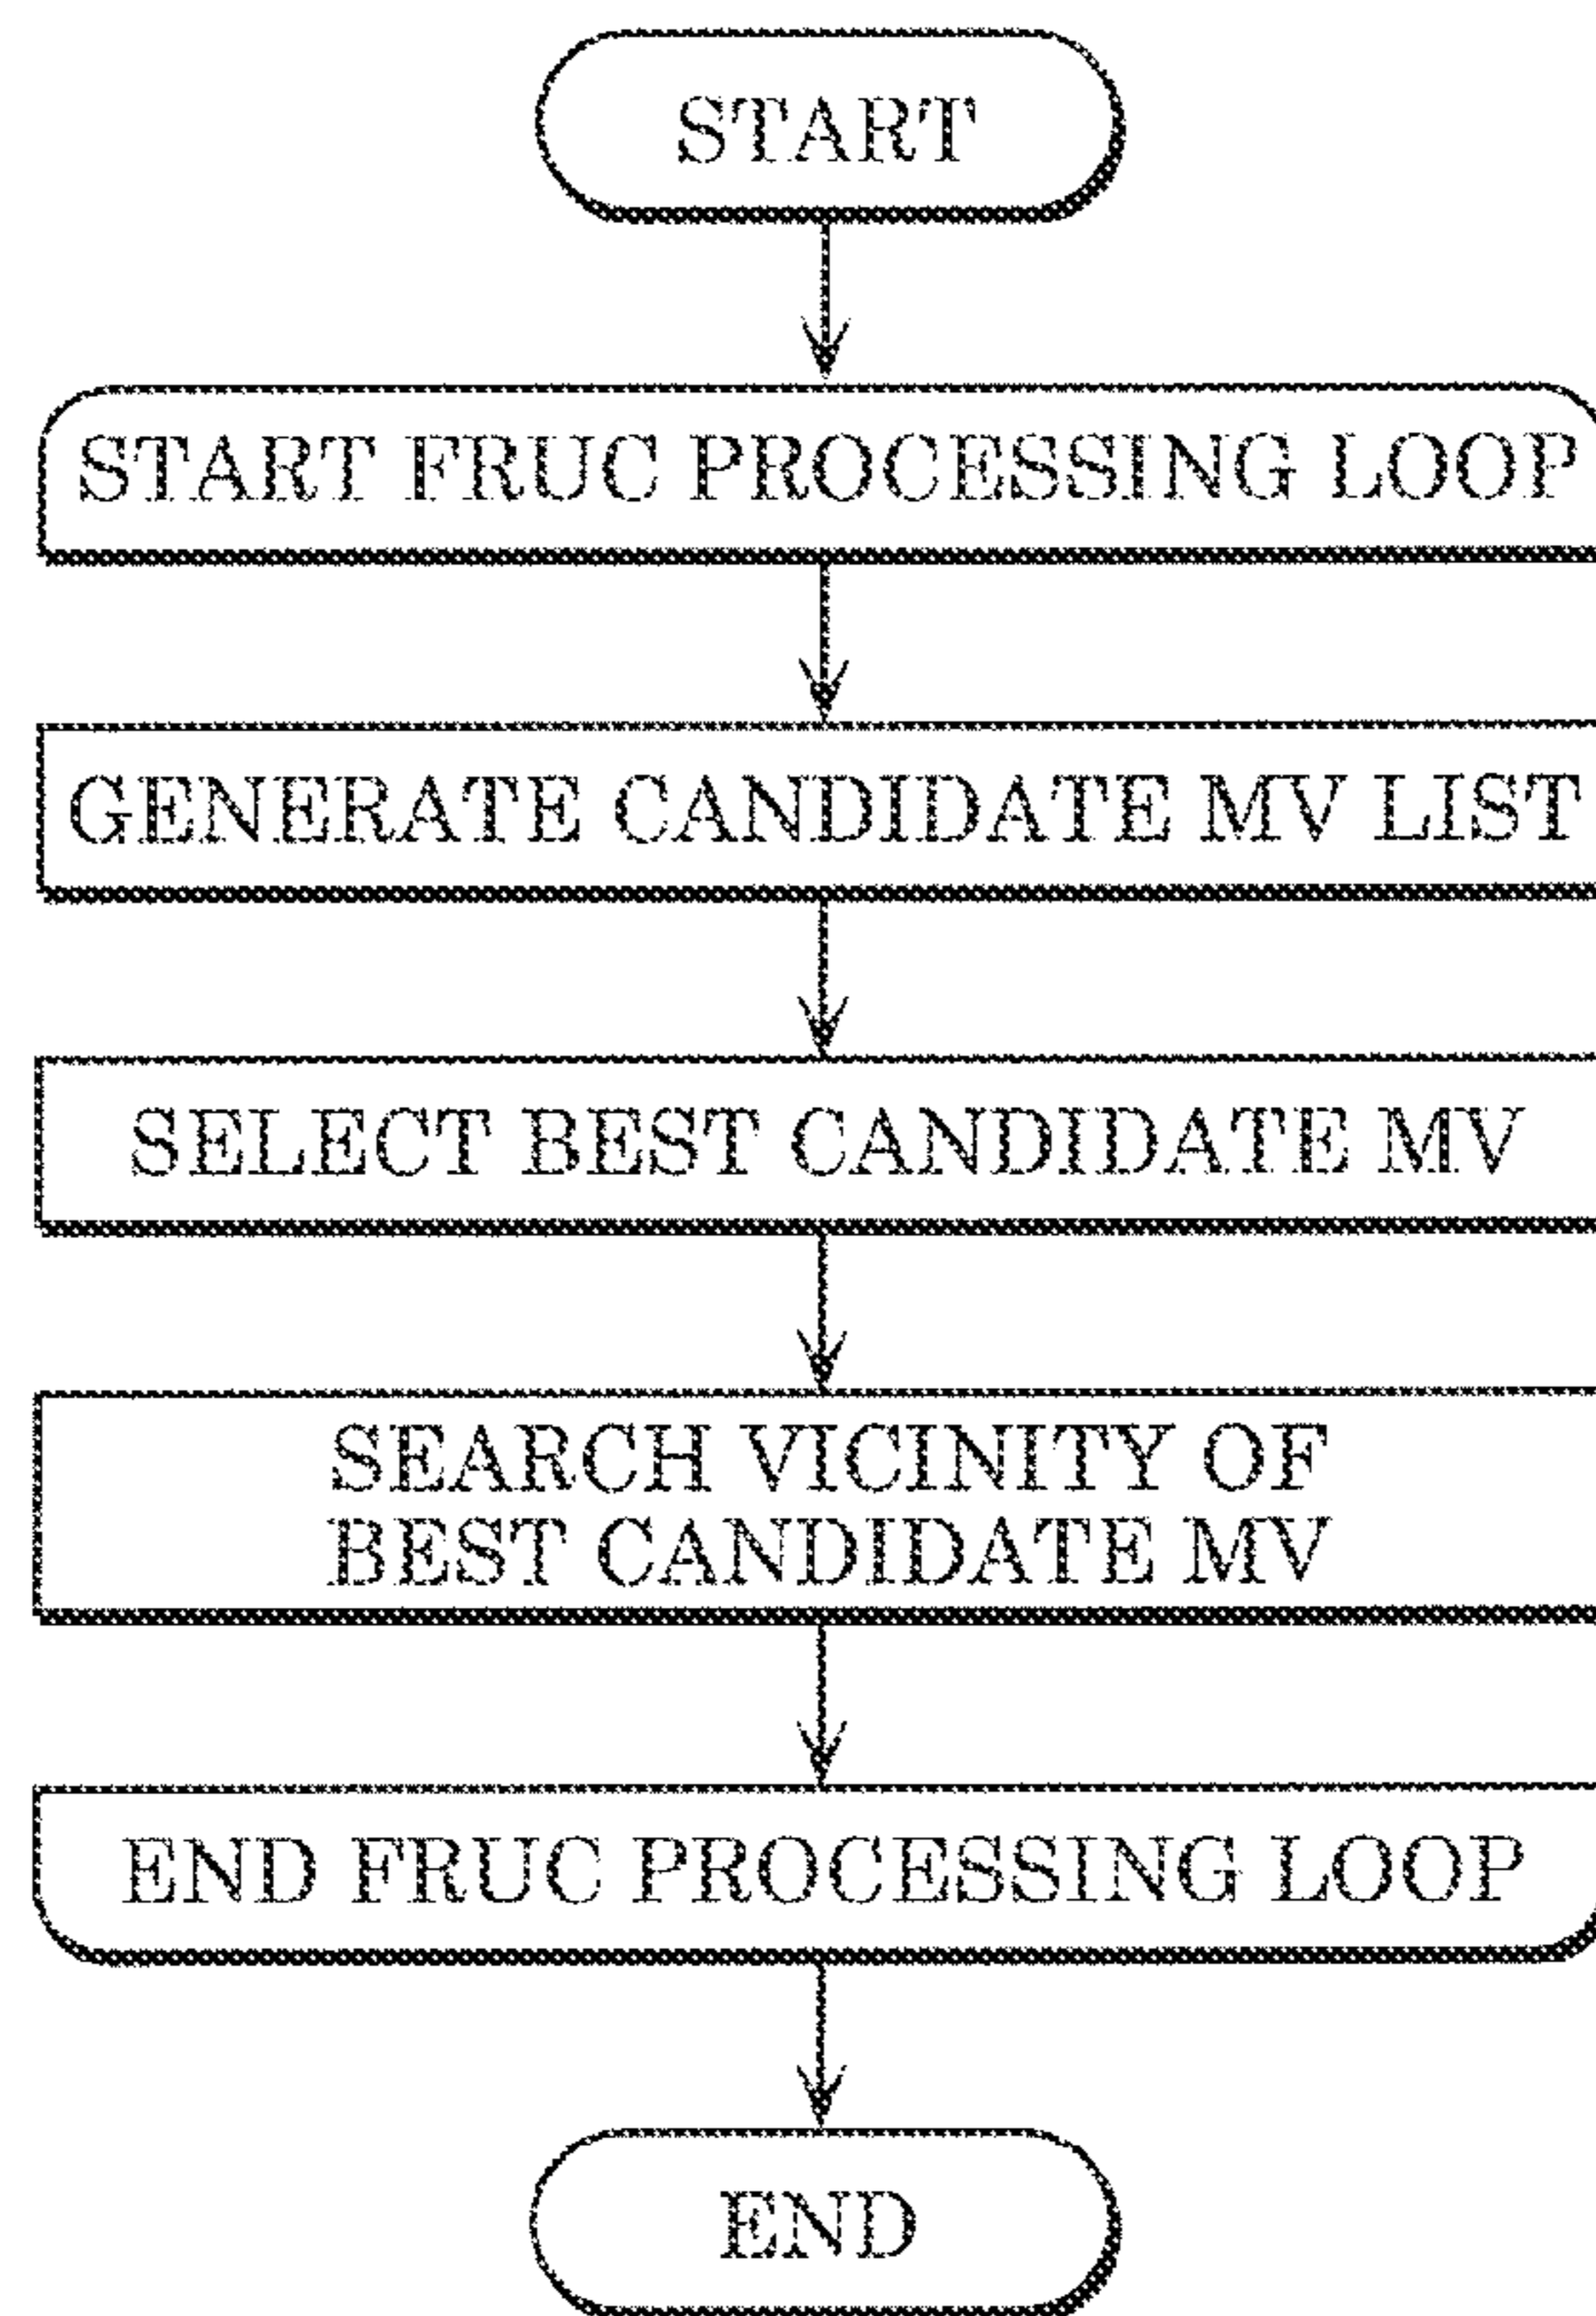 START
START FRUC PROCESSING LOOP
GENERATE CANDIDATE MV LIST
SELECT BEST CANDIDATE MV
SEARCH VICINITY OF
BEST CANDIDATE MV
END FRUC PROCESSING LOOP
END